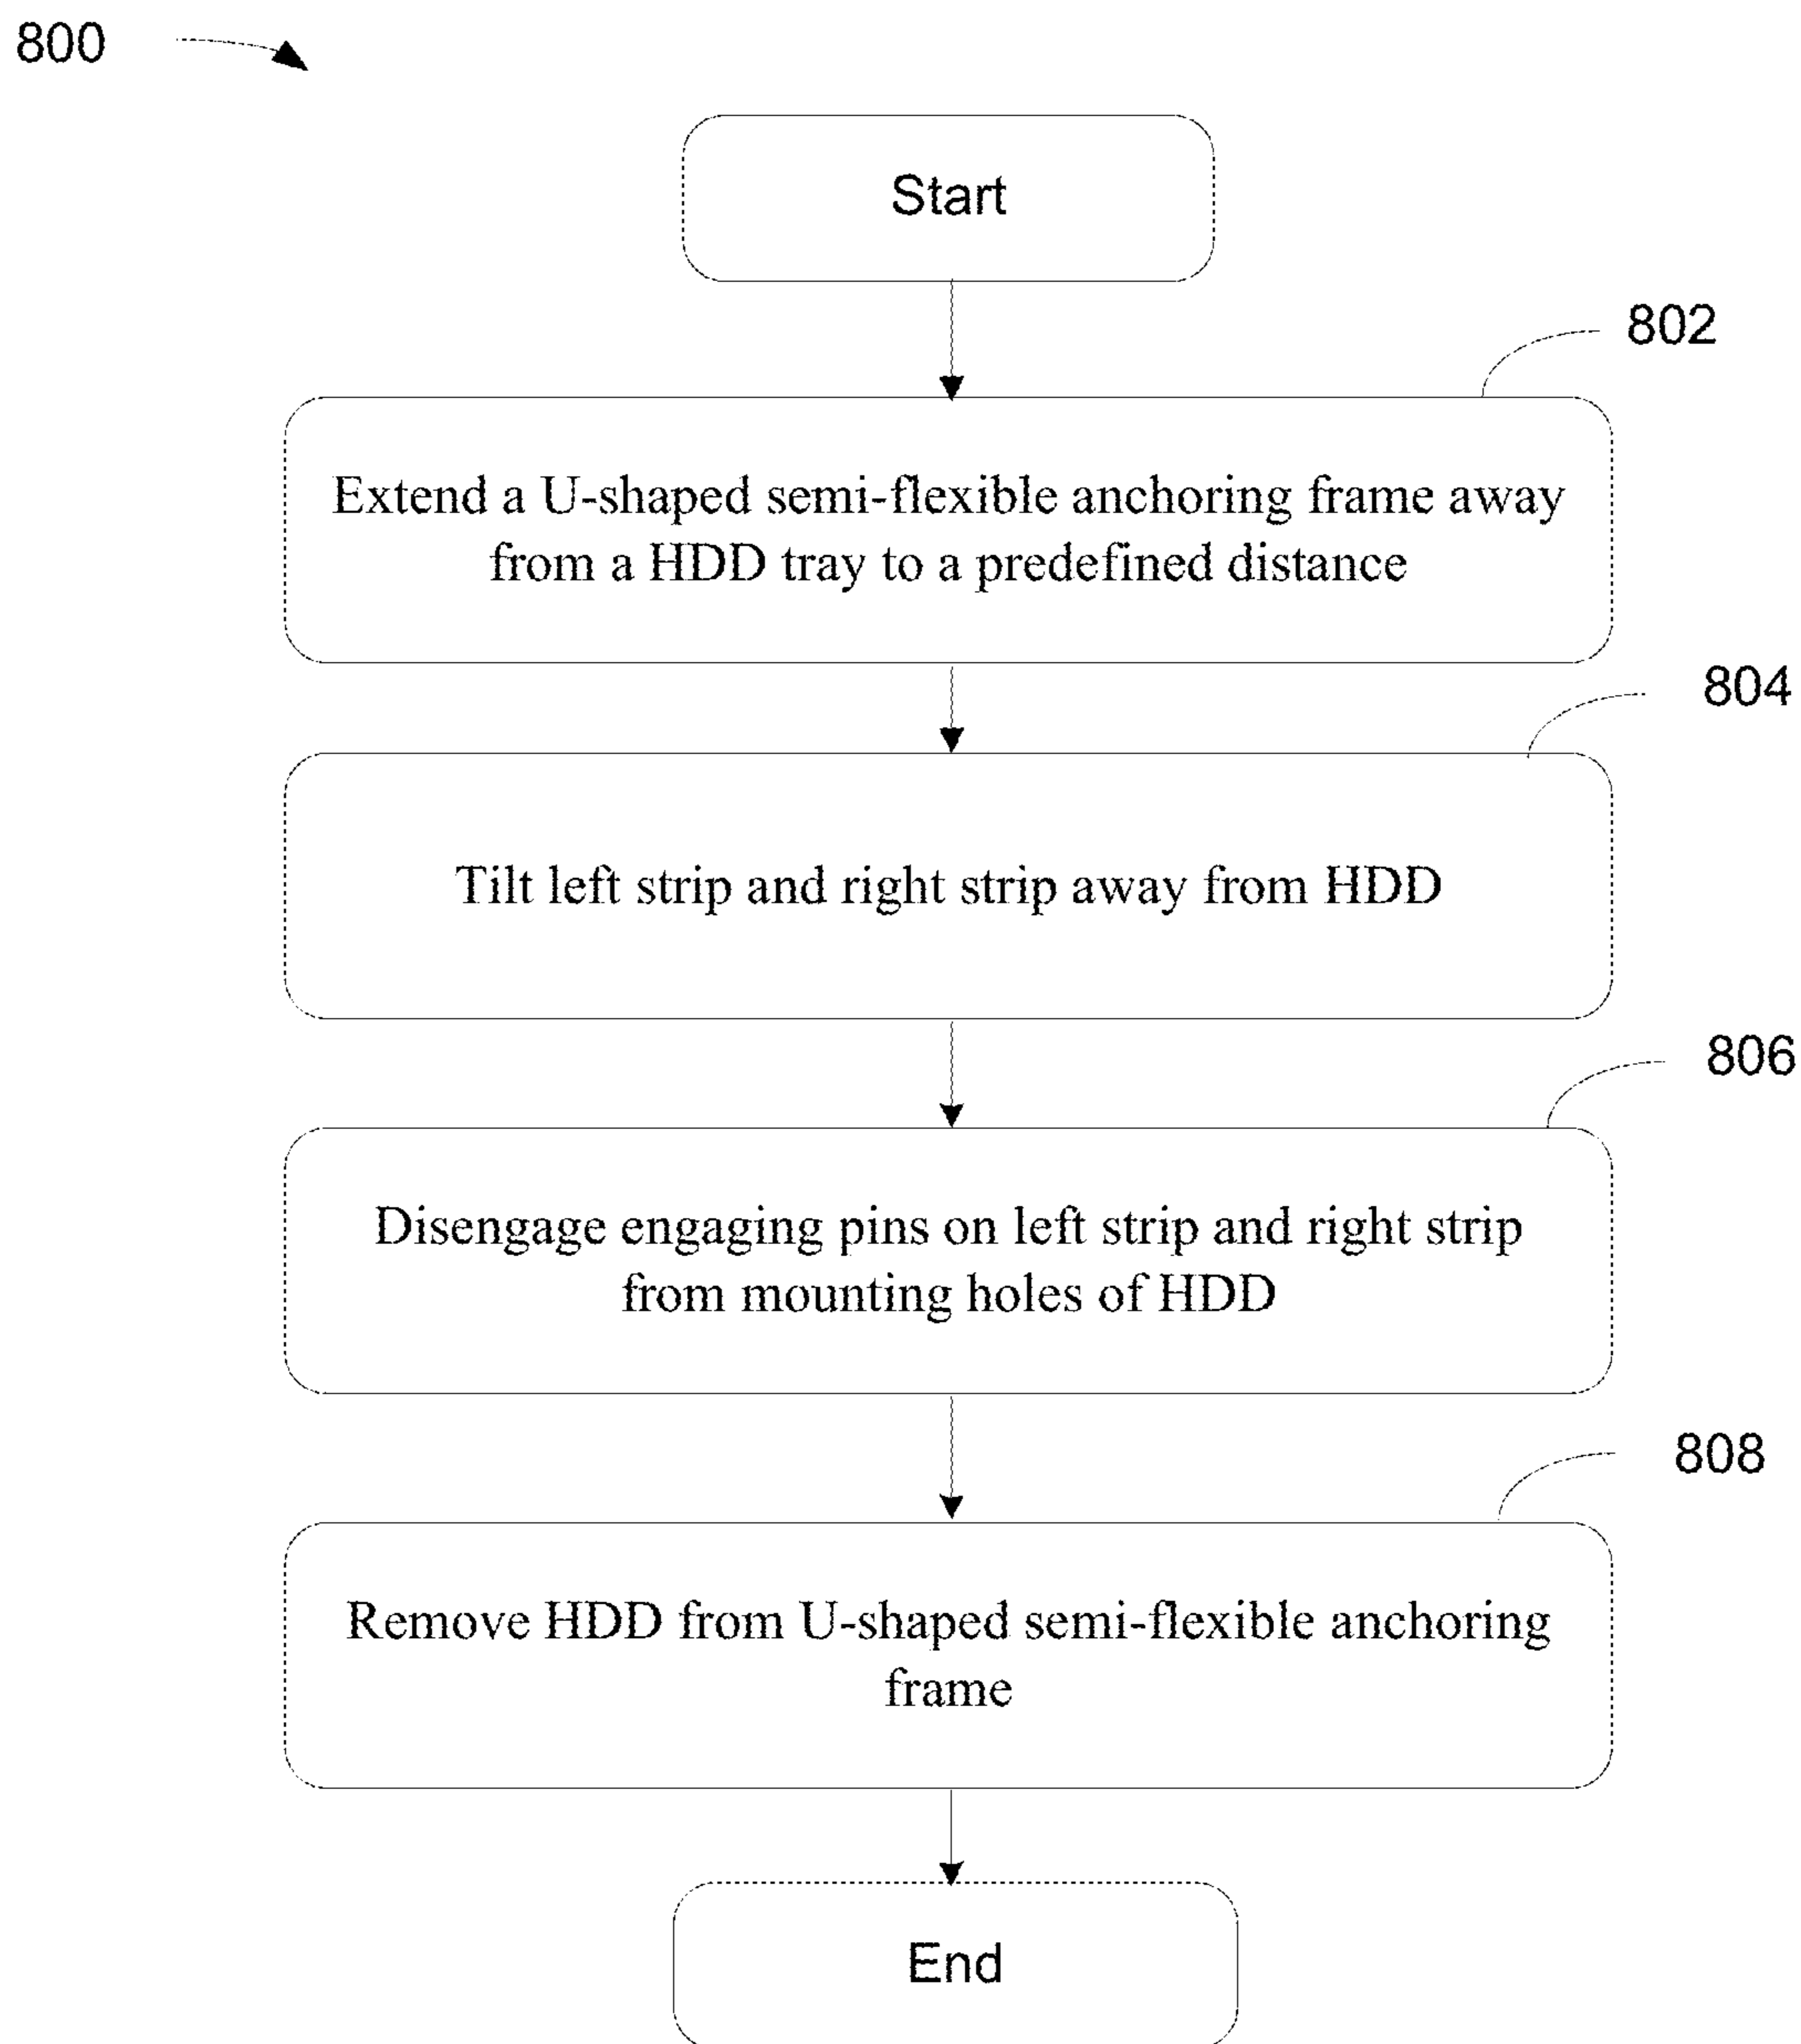 800
Start
802
Extend a U-shaped semi-flexible anchoring frame away
from a HDD tray to a predefined distance
804
Tilt left strip and right strip away from HDD
806
Disengage engaging pins on left strip and right strip
from mounting holes of HDD
808
Remove HDD from U-shaped semi-flexible anchoring
frame
End